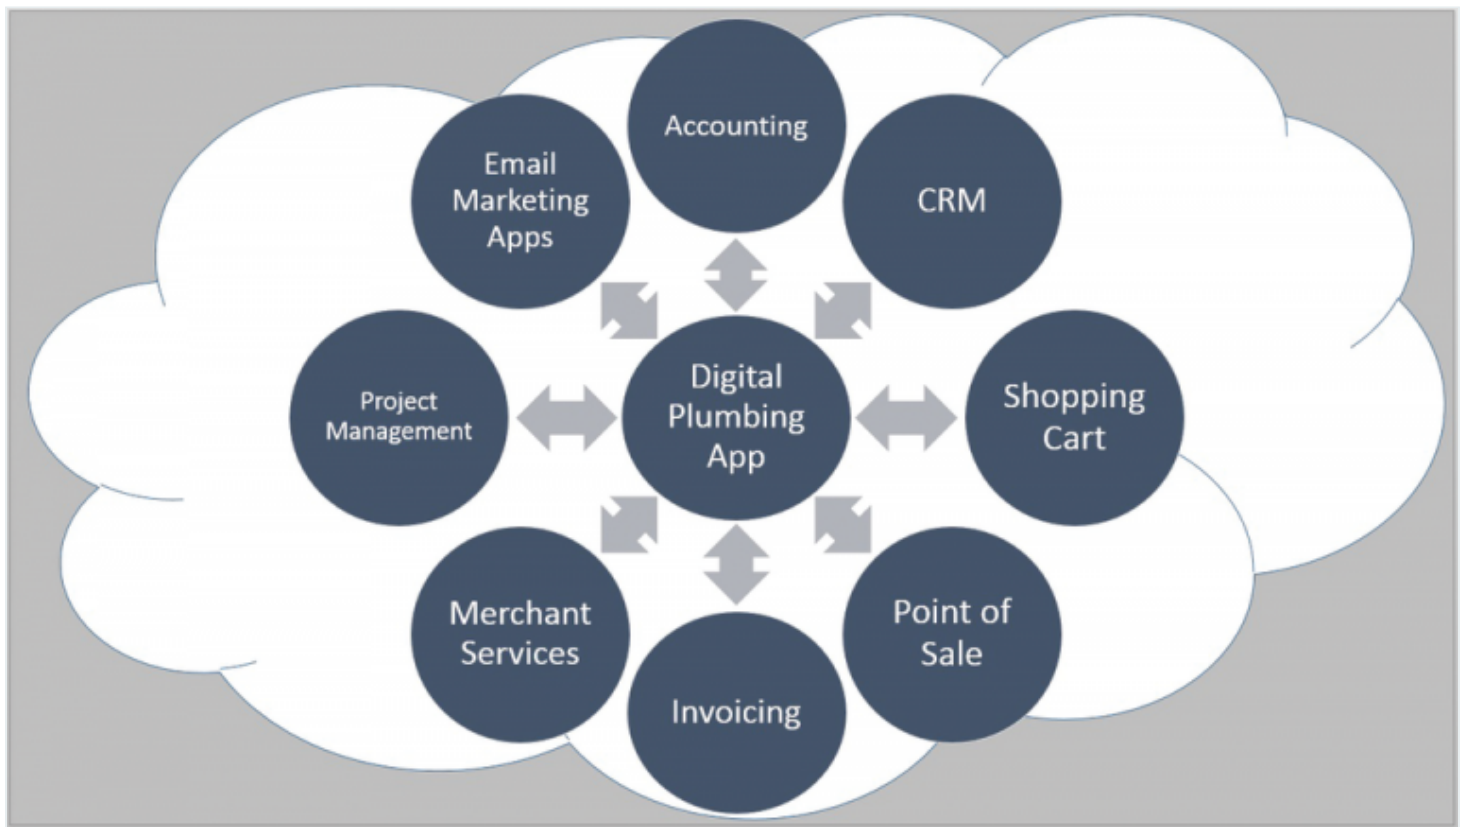 Accounting
Email
Marketing
Apps
CRM
Digital
Plumbing
App
Project
Management
Shopping
Cart
Merchant
Services
Point of
Sale
Invoicing